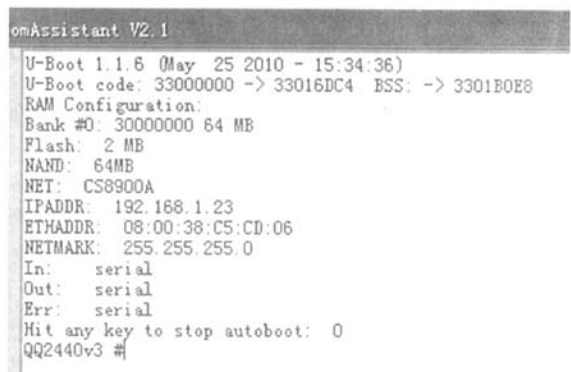 omAssistant V2.1
U-Boot 1.1.6 (May 25 2010 - 15:34:36)
U-Boot code: 33000000 -> 33016DC4 BSS: -> 3301B0E8
RAM Configuration:
Bank #0: 30000000 64 MB
Flash: 2 MB
NAND: 64MB
NET: CS8900A
IPADDR: 192.168.1.23
ETHADDR: 08:00:38:C5:CD:06
NETMARK: 255.255.255.0
In: serial
Out: serial
Err: serial
Hit any key to stop autoboot: 0
QQ2440v3 #